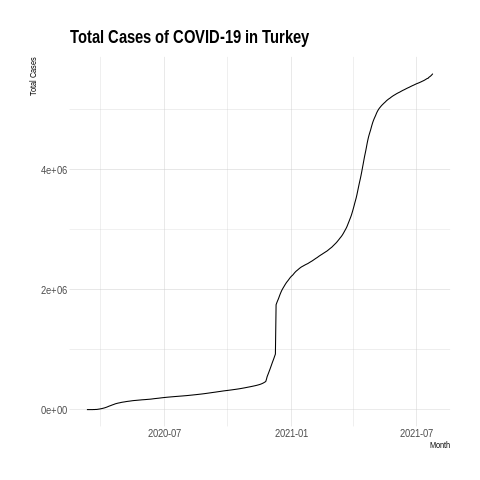 Total Cases of COVID-19 in Turkey
Total Cases
4e+06
2e+06
0e+00
2020-07
2021-01
2021-07
Month